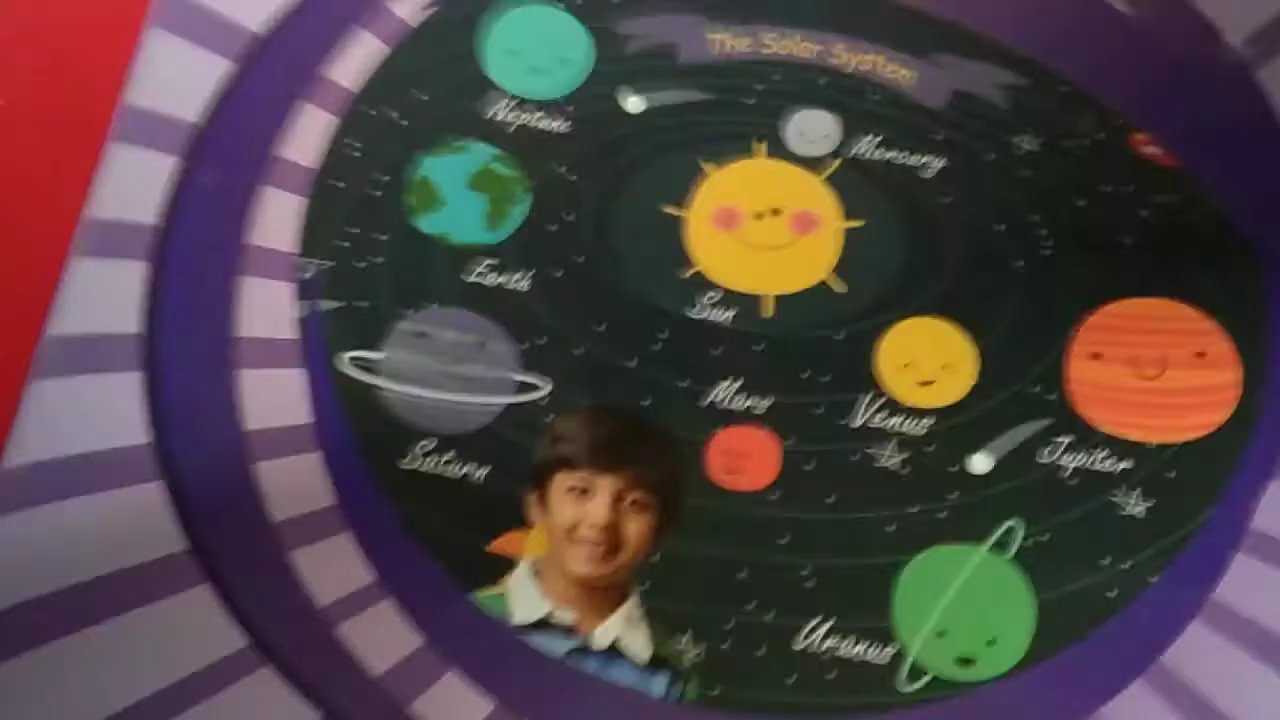 The Solar System
Neptune
Mercury
Earth
Sun
Mars
Venus
Saturn
Jupiter
Uranus